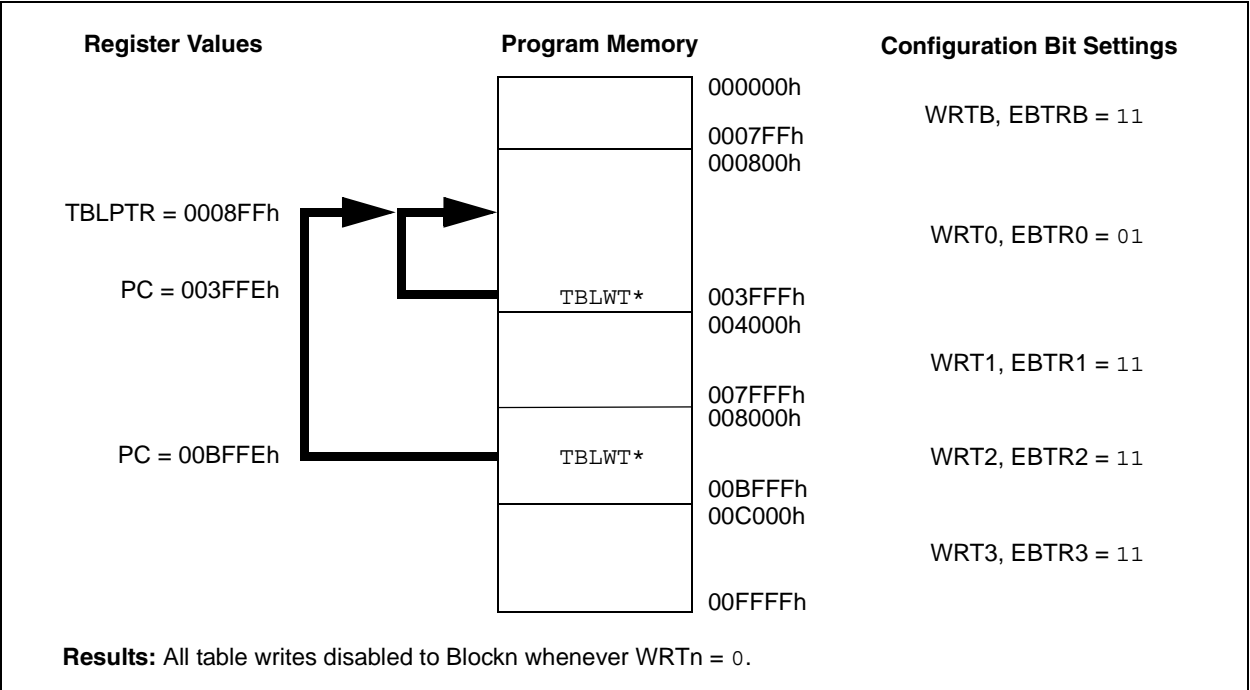 Register Values Program Memory Configuration Bit Settings
000000h
WRTB, EBTRB = 11
0007FFh
000800h
TBLPTR = 0008FFh
WRT0, EBTR0 = 01
PC = 003FFEh TBLWT* 003FFFh
004000h
WRT1, EBTR1 = 11
007FFFh
008000h
PC = 00BFFEh TBLWT* WRT2, EBTR2 = 11
00BFFFh
00C000h
WRT3, EBTR3 = 11
00FFFFh
Results: All table writes disabled to Blockn whenever WRTn = 0.